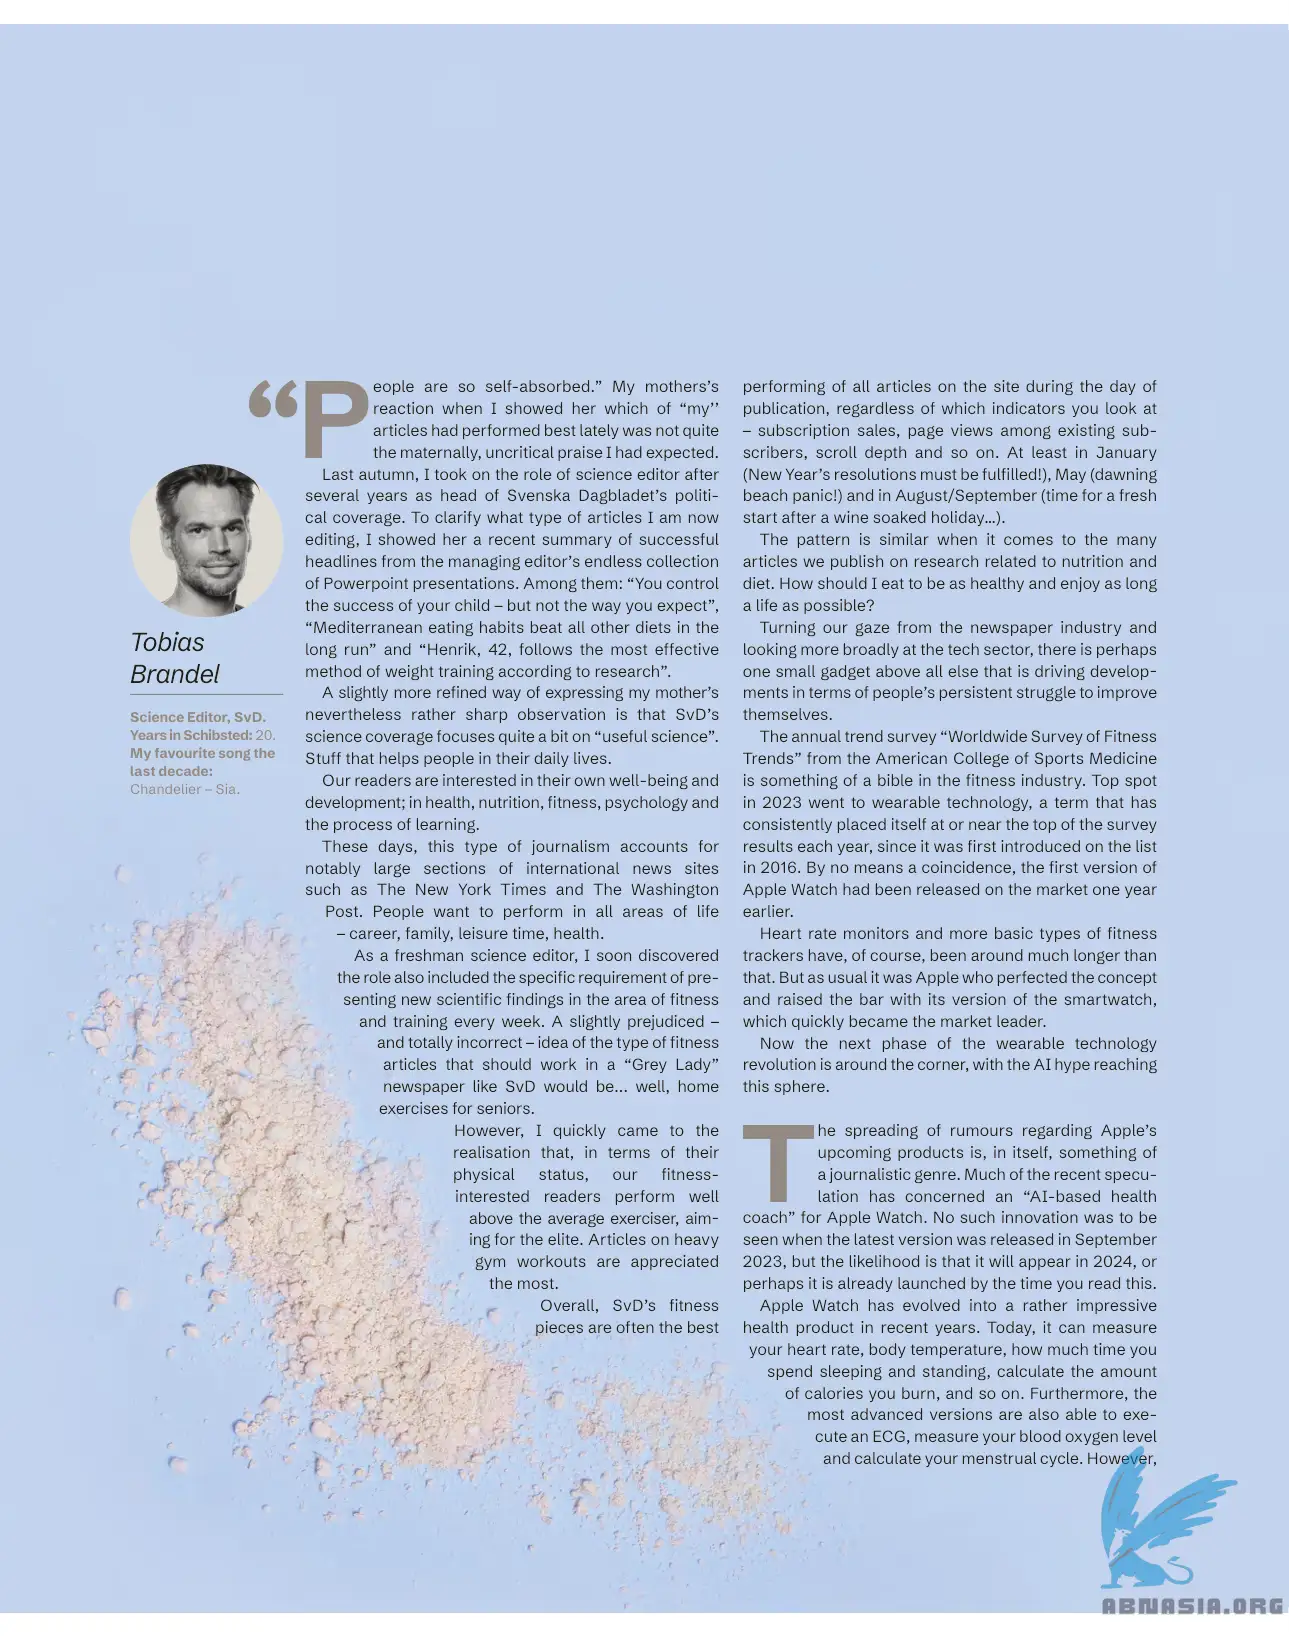 Tobias
Brandel
Science Editor, SvD.
Years in Schibsted: 20.
My favourite song the
last decade:
Chandelier – Sia.
“People are so self-absorbed.” My mothers’s
reaction when I showed her which of “my’’
articles had performed best lately was not quite
the maternally, uncritical praise I had expected.
Last autumn, I took on the role of science editor after
several years as head of Svenska Dagbladet’s politi-
cal coverage. To clarify what type of articles I am now
editing, I showed her a recent summary of successful
headlines from the managing editor’s endless collection
of Powerpoint presentations. Among them: “You control
the success of your child – but not the way you expect”,
“Mediterranean eating habits beat all other diets in the
long run” and “Henrik, 42, follows the most effective
method of weight training according to research”.
A slightly more refined way of expressing my mother’s
nevertheless rather sharp observation is that SvD’s
science coverage focuses quite a bit on “useful science”.
Stuff that helps people in their daily lives.
Our readers are interested in their own well-being and
development; in health, nutrition, fitness, psychology and
the process of learning.
These days, this type of journalism accounts for
notably large sections of international news sites
such as The New York Times and The Washington
Post. People want to perform in all areas of life
– career, family, leisure time, health.
As a freshman science editor, I soon discovered
the role also included the specific requirement of pre-
senting new scientific findings in the area of fitness
and training every week. A slightly prejudiced –
and totally incorrect – idea of the type of fitness
articles that should work in a “Grey Lady”
newspaper like SvD would be... well, home
exercises for seniors.
However, I quickly came to the
realisation that, in terms of their
physical status, our fitness-
interested readers perform well
above the average exerciser, aim-
ing for the elite. Articles on heavy
gym workouts are appreciated
the most.
Overall, SvD’s fitness
pieces are often the best
performing of all articles on the site during the day of
publication, regardless of which indicators you look at
– subscription sales, page views among existing sub-
scribers, scroll depth and so on. At least in January
(New Year’s resolutions must be fulfilled!), May (dawning
beach panic!) and in August/September (time for a fresh
start after a wine soaked holiday…).
The pattern is similar when it comes to the many
articles we publish on research related to nutrition and
diet. How should I eat to be as healthy and enjoy as long
a life as possible?
Turning our gaze from the newspaper industry and
looking more broadly at the tech sector, there is perhaps
one small gadget above all else that is driving develop-
ments in terms of people’s persistent struggle to improve
themselves.
The annual trend survey “Worldwide Survey of Fitness
Trends” from the American College of Sports Medicine
is something of a bible in the fitness industry. Top spot
in 2023 went to wearable technology, a term that has
consistently placed itself at or near the top of the survey
results each year, since it was first introduced on the list
in 2016. By no means a coincidence, the first version of
Apple Watch had been released on the market one year
earlier.
Heart rate monitors and more basic types of fitness
trackers have, of course, been around much longer than
that. But as usual it was Apple who perfected the concept
and raised the bar with its version of the smartwatch,
which quickly became the market leader.
Now the next phase of the wearable technology
revolution is around the corner, with the AI hype reaching
this sphere.
The spreading of rumours regarding Apple’s
upcoming products is, in itself, something of
a journalistic genre. Much of the recent specu-
lation has concerned an “AI-based health
coach” for Apple Watch. No such innovation was to be
seen when the latest version was released in September
2023, but the likelihood is that it will appear in 2024, or
perhaps it is already launched by the time you read this.
Apple Watch has evolved into a rather impressive
health product in recent years. Today, it can measure
your heart rate, body temperature, how much time you
spend sleeping and standing, calculate the amount
of calories you burn, and so on. Furthermore, the
most advanced versions are also able to exe-
cute an ECG, measure your blood oxygen level
and calculate your menstrual cycle. However,
ABNASIA.ORG